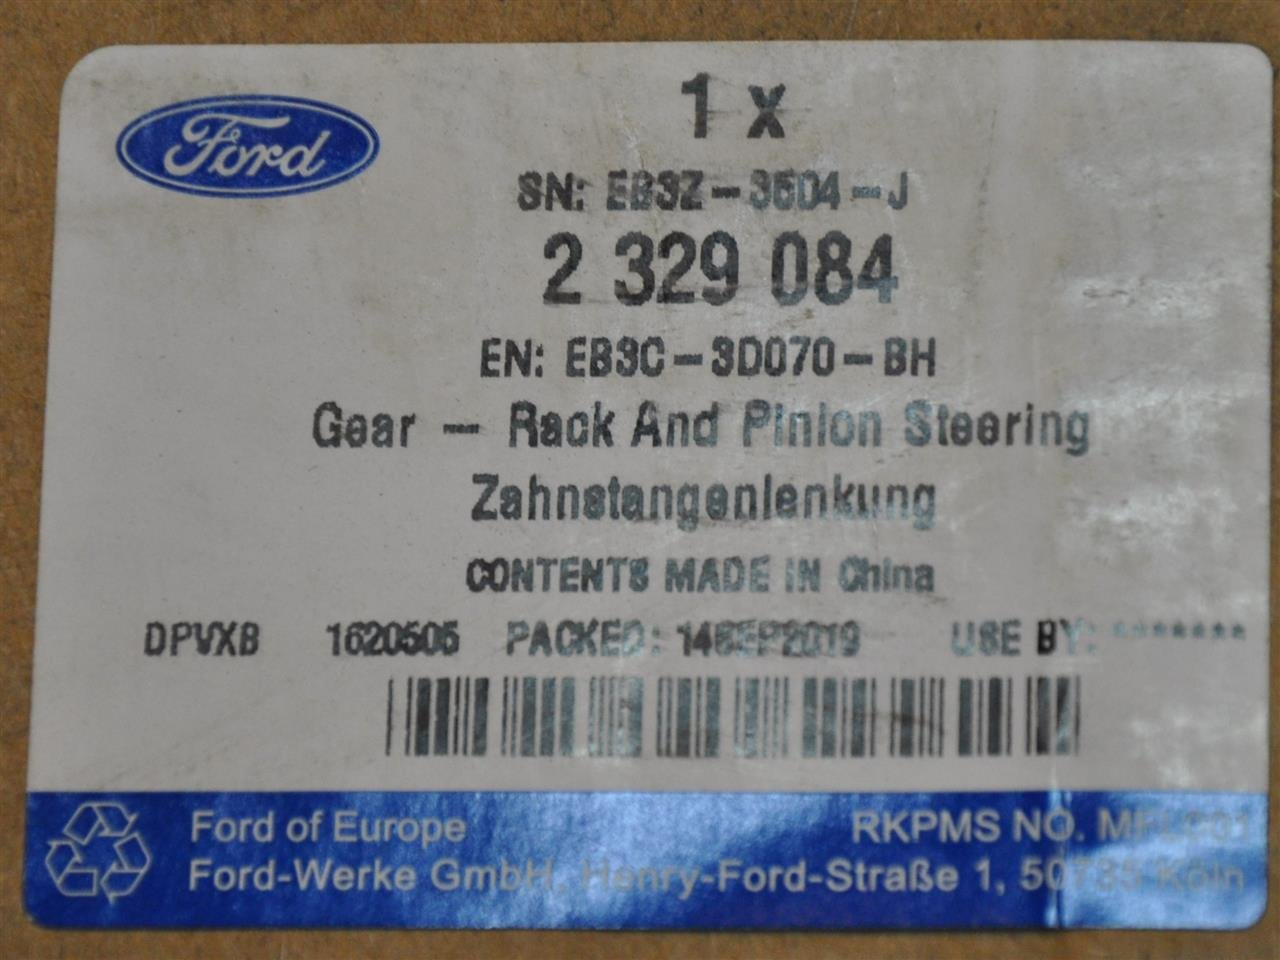 Ford
1 x
SN: EB3Z-3504-J
2 329 084
EN: EB3C-3D070-BH
Gear - Rack And Pinion Steering
Zahnstangenlenkung
CONTENTS MADE IN China
DPVXB 1620505 PACKED: 14SEP2019 USE BY: *******
Ford of Europe RKPMS NO.
Ford-Werke GmbH, Henry-Ford-Straße 1, 50735 Köln